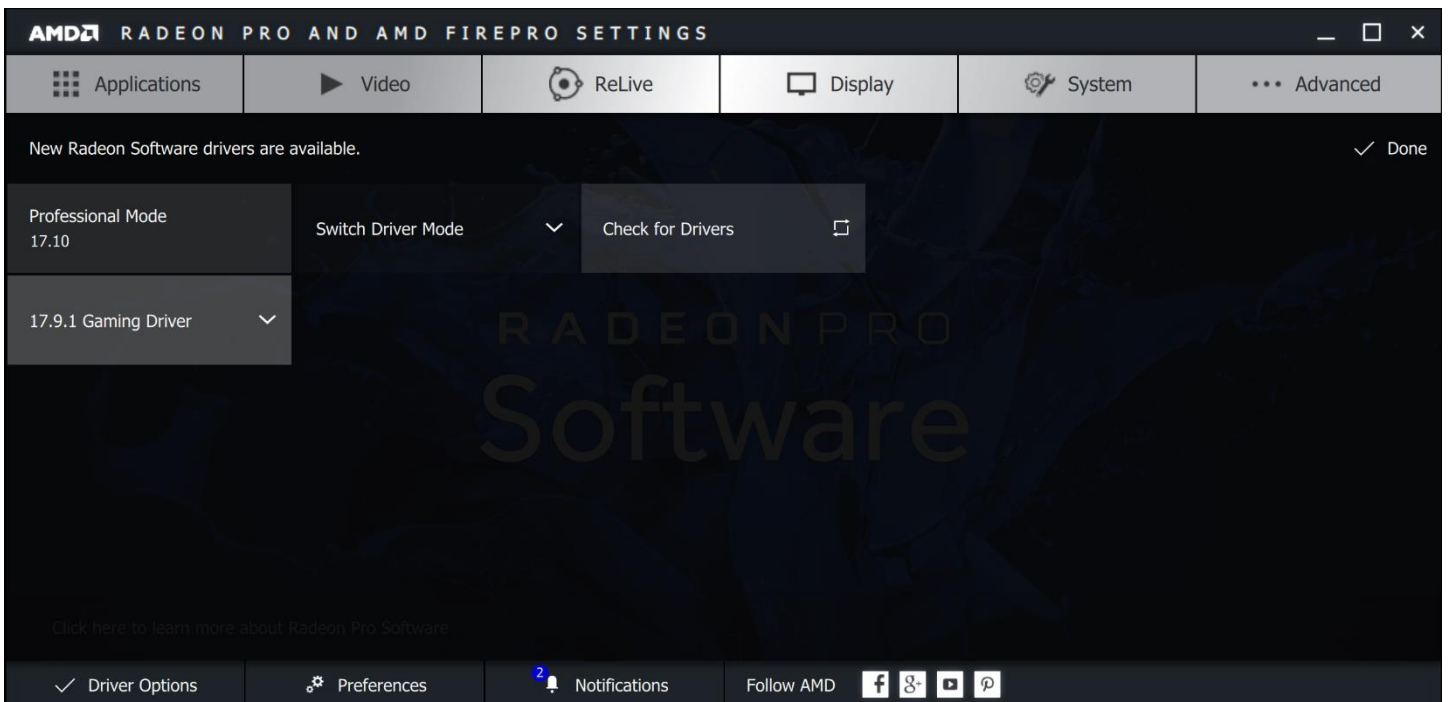 AMD RADEON PRO AND AMD FIREPRO SETTINGS
Applications
Video
ReLive
Display
System
Advanced
New Radeon Software drivers are available.
Done
Professional Mode
17.10
Switch Driver Mode
Check for Drivers
17.9.1 Gaming Driver
RADEON PRO
Software
Click here to learn more about Radeon Pro Software
Driver Options
Preferences
2
Notifications
Follow AMD
f
g+